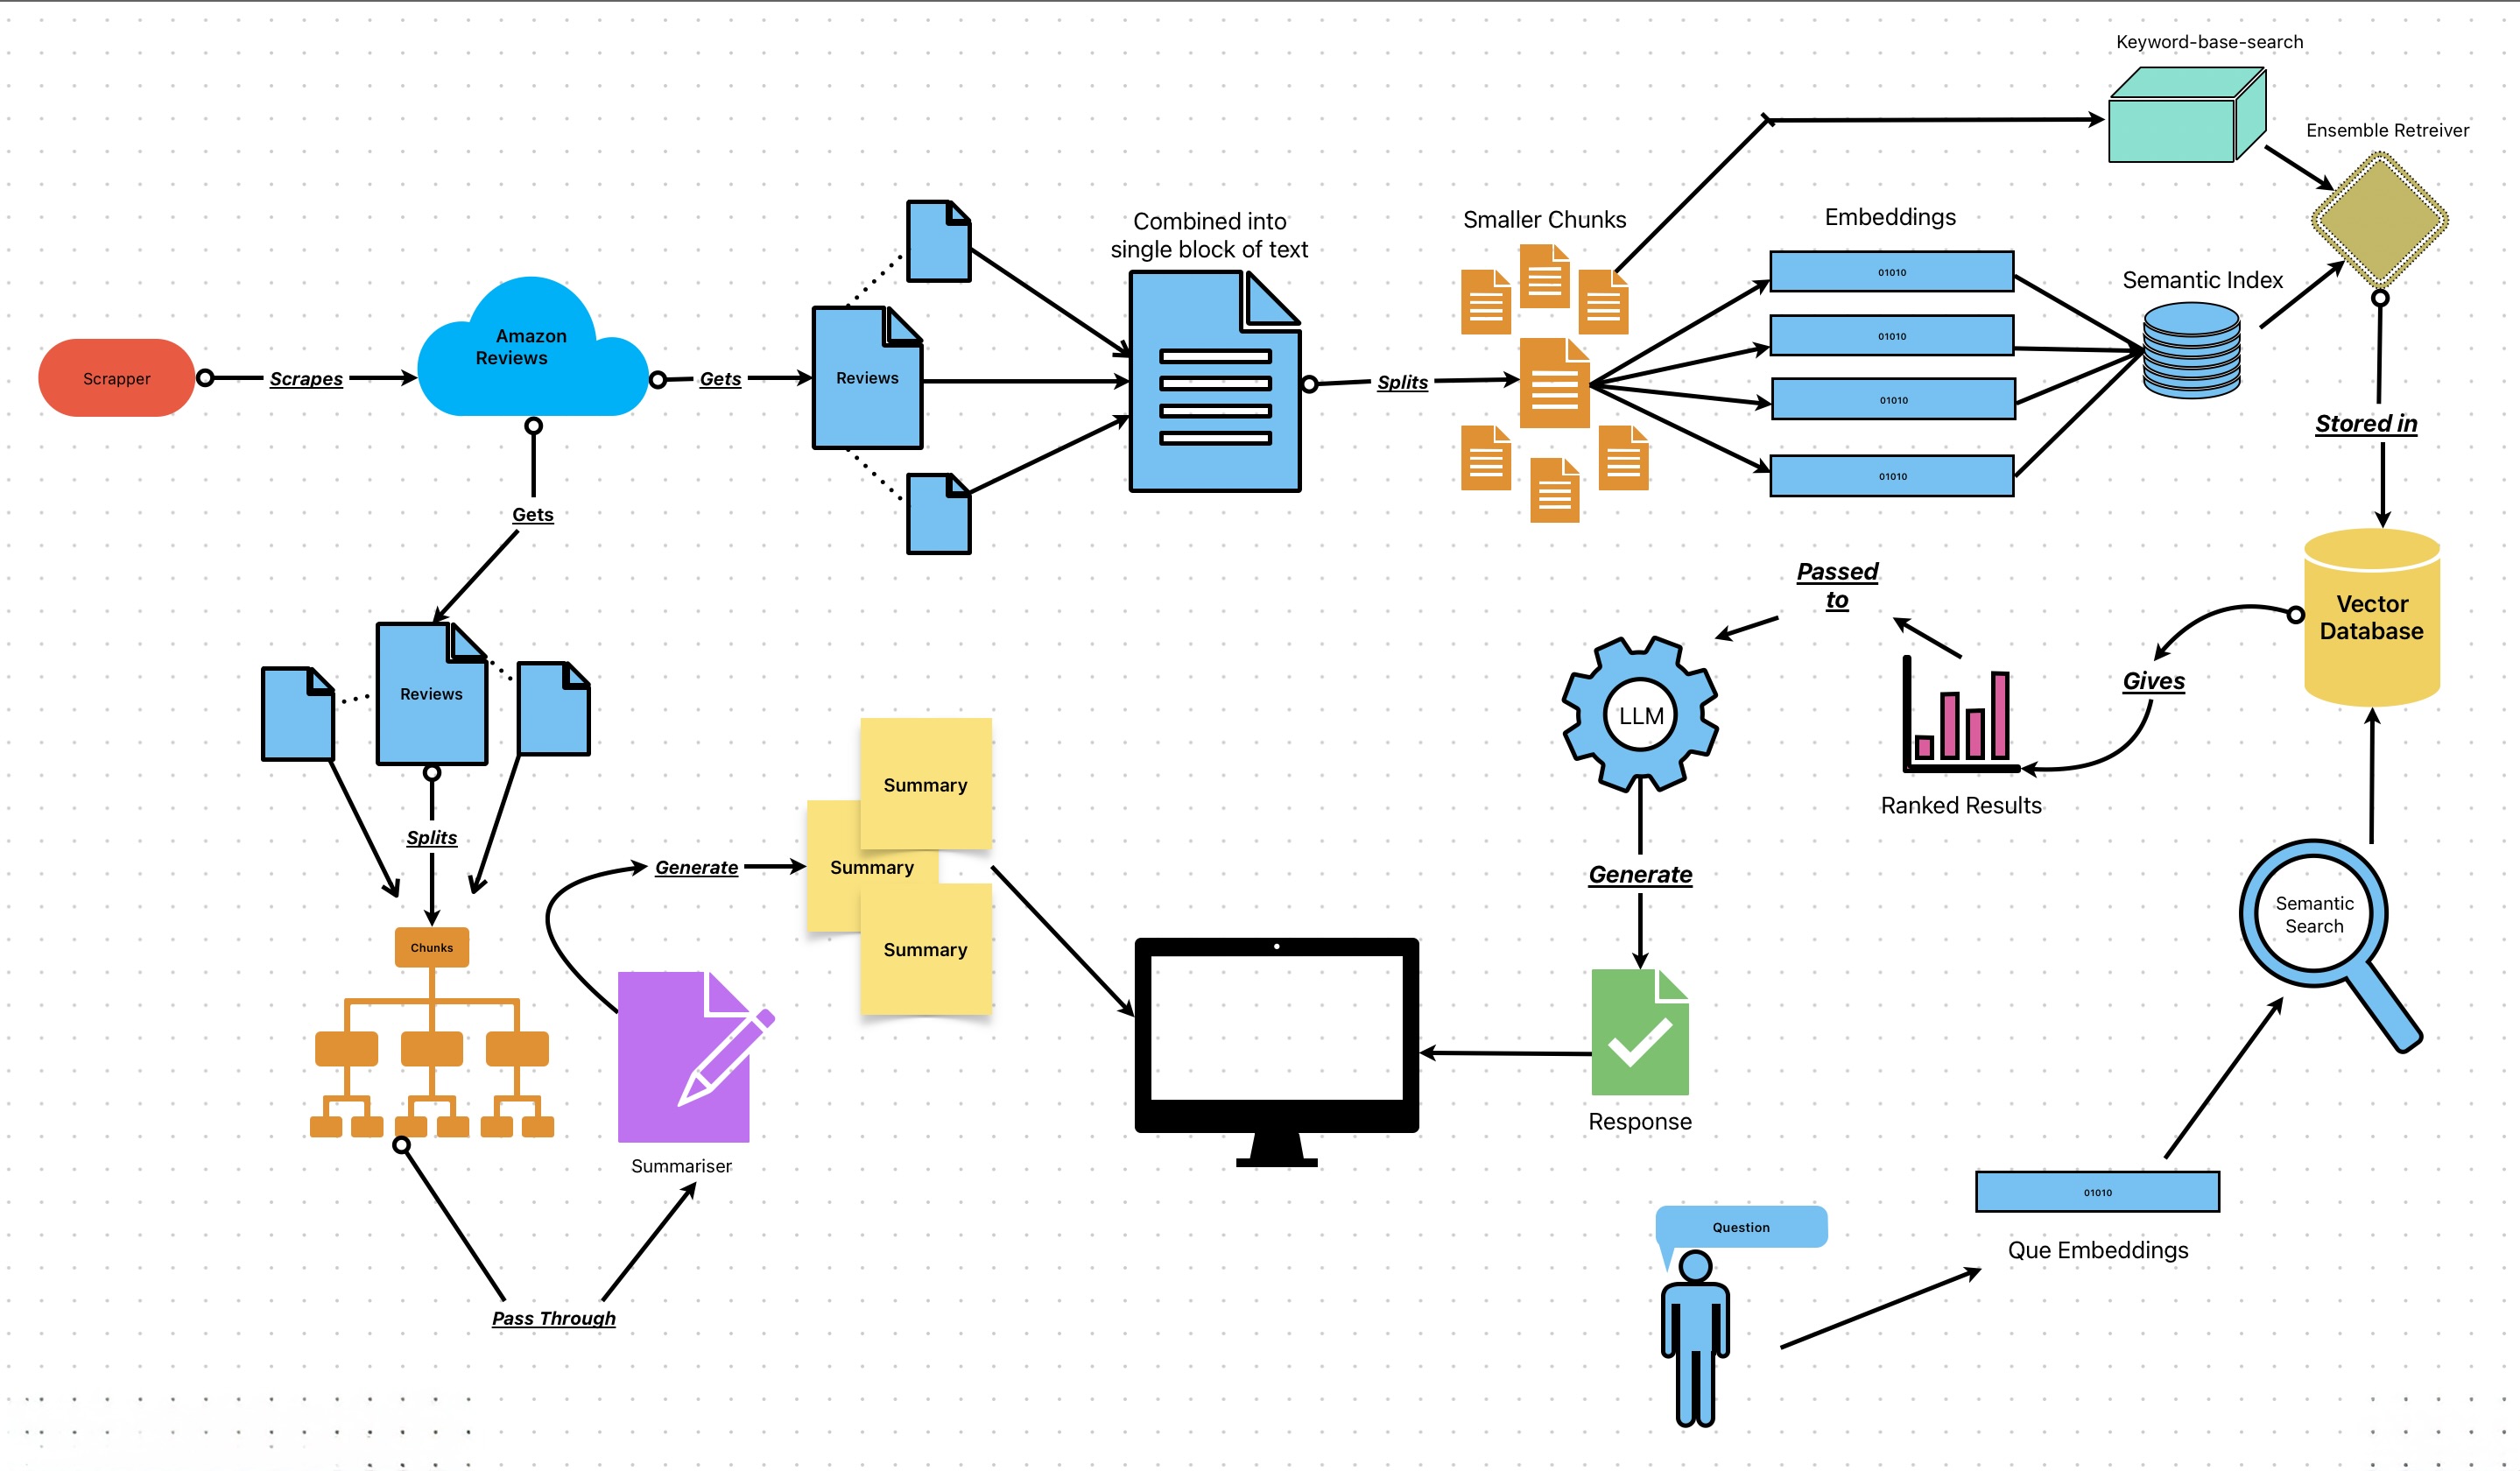 Keyword-base-search
Ensemble Retreiver
Combined into
single block of text
Smaller Chunks
Embeddings
Semantic Index
01010
01010
01010
01010
Scrapper
Scrapes
Amazon
Reviews
Gets
Reviews
Splits
Stored in
Gets
Passed
to
Vector
Database
Gives
LLM
Ranked Results
Reviews
Splits
Chunks
Summary
Generate
Summary
Summary
Generate
Semantic
Search
Response
Summariser
01010
Question
Que Embeddings
Pass Through